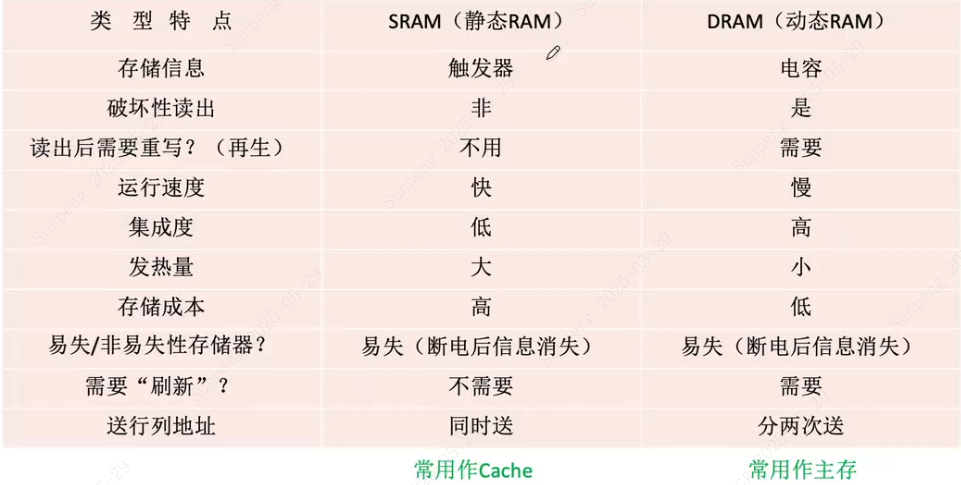 类 型 特 点 SRAM（静态RAM） DRAM（动态RAM）
存储信息 触发器 电容
破坏性读出 非 是
读出后需要重写？（再生） 不用 需要
运行速度 快 慢
集成度 低 高
发热量 大 小
存储成本 高 低
易失/非易失性存储器？ 易失（断电后信息消失） 易失（断电后信息消失）
需要“刷新”？ 不需要 需要
送行列地址 同时送 分两次送
常用作Cache 常用作主存